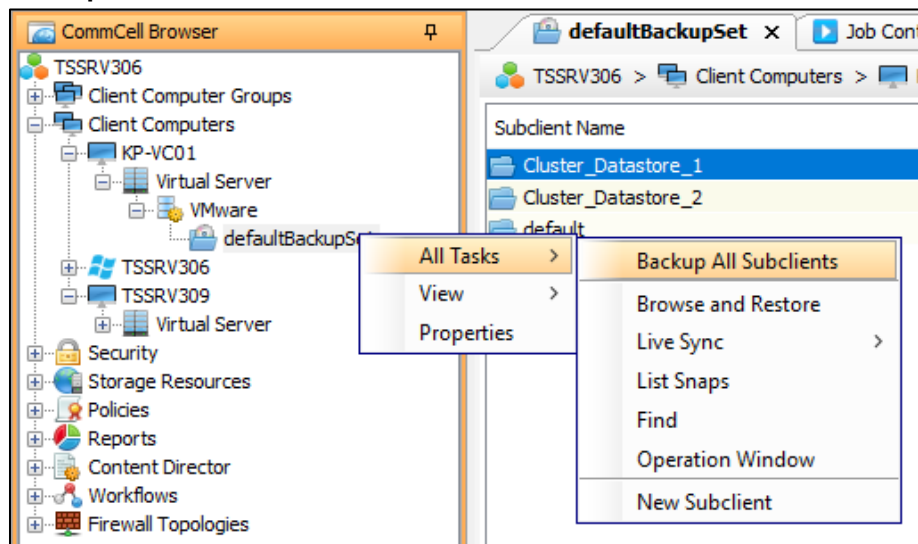 CommCell Browser
TSSRV306
Client Computer Groups
Client Computers
KP-VC01
Virtual Server
VMware
defaultBackupSet
TSSRV306
TSSRV309
Virtual Server
Security
Storage Resources
Policies
Reports
Content Director
Workflows
Firewall Topologies
defaultBackupSet x Job Con
TSSRV306 > Client Computers >
Subclient Name
Cluster_Datastore_1
Cluster_Datastore_2
default
All Tasks >
View >
Properties
Backup All Subclients
Browse and Restore
Live Sync >
List Snaps
Find
Operation Window
New Subclient